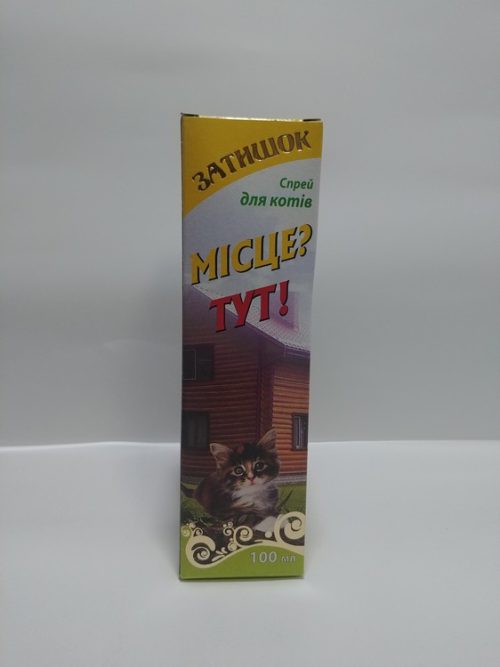 ЗАТИШОК
Спрей
для котів
МІСЦЕ?
ТУТ!
100 мл